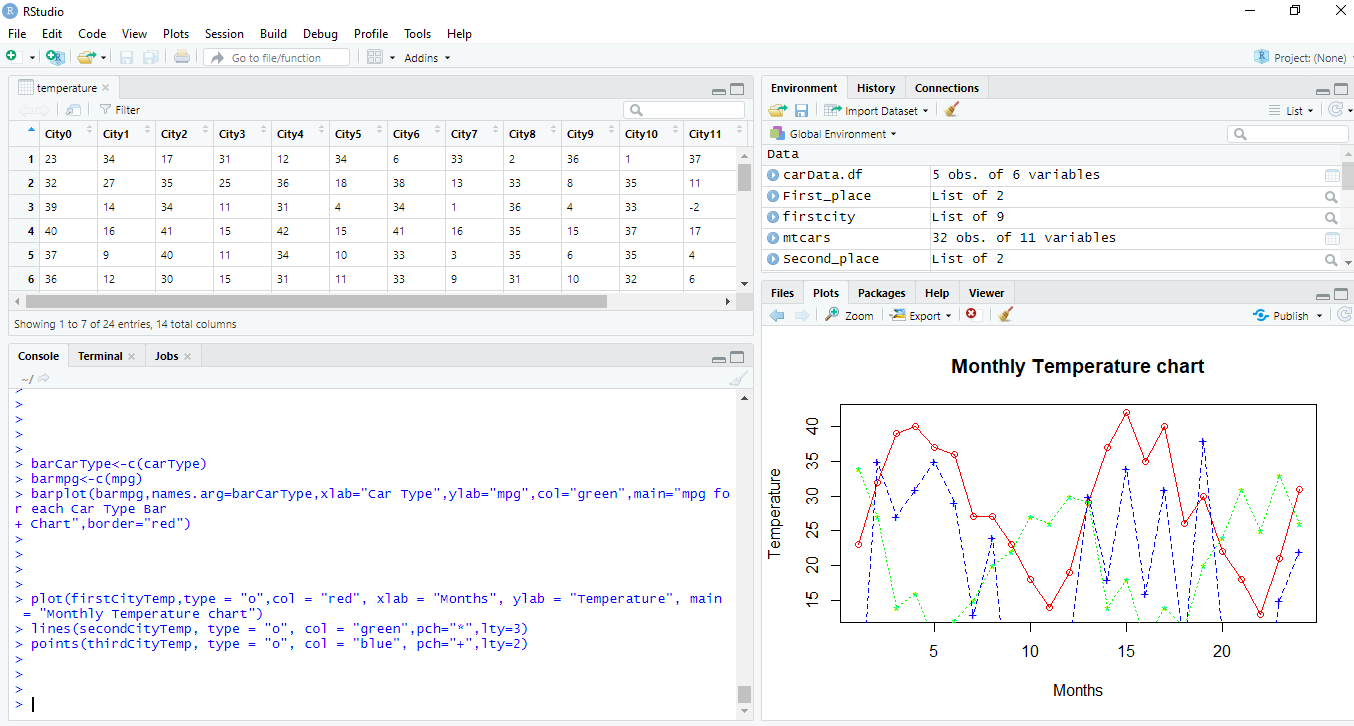 RStudio
File Edit Code View Plots Session Build Debug Profile Tools Help
Go to file/function Addins Project: (None)
temperature
Filter
City0 City1 City2 City3 City4 City5 City6 City7 City8 City9 City10 City11
1 23 34 17 31 12 34 6 33 2 36 1 37
2 32 27 35 25 36 18 38 13 33 8 35 11
3 39 14 34 11 31 4 34 1 36 4 33 -2
4 40 16 41 15 42 15 41 16 35 15 37 17
5 37 9 40 11 34 10 33 3 35 6 35 4
6 36 12 30 15 31 11 33 9 31 10 32 6
Showing 1 to 7 of 24 entries, 14 total columns
Console Terminal Jobs
~/
>
>
>
>
>
> barCarType<-c(carType)
> barmpg<-c(mpg)
> barplot(barmpg,names.arg=barCarType,xlab="Car Type",ylab="mpg",col="green",main="mpg fo
r each Car Type Bar
+ Chart",border="red")
>
>
>
>
> plot(firstCityTemp,type = "o",col = "red", xlab = "Months", ylab = "Temperature", main
= "Monthly Temperature chart")
> lines(secondCityTemp, type = "o", col = "green",pch="*",lty=3)
> points(thirdCityTemp, type = "o", col = "blue", pch="+",lty=2)
>
>
>
>
Environment History Connections
Import Dataset List
Global Environment
Data
carData.df 5 obs. of 6 variables
First_place List of 2
firstcity List of 9
mtcars 32 obs. of 11 variables
Second_place List of 2
Files Plots Packages Help Viewer
Zoom Export Publish
Monthly Temperature chart
Temperature
40
35
30
25
20
15
5 10 15 20
Months